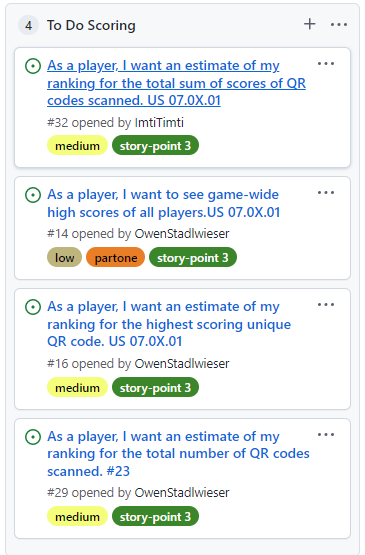 4 To Do Scoring + ...
As a player, I want an estimate of my
ranking for the total sum of scores of QR
codes scanned. US 07.0X.01
#32 opened by ImtiTimti
medium story-point 3
As a player, I want to see game-wide
high scores of all players.US 07.0X.01
#14 opened by OwenStadlwieser
low partone story-point 3
As a player, I want an estimate of my
ranking for the highest scoring unique
QR code. US 07.0X.01
#16 opened by OwenStadlwieser
medium story-point 3
As a player, I want an estimate of my
ranking for the total number of QR codes
scanned. #23
#29 opened by OwenStadlwieser
medium story-point 3